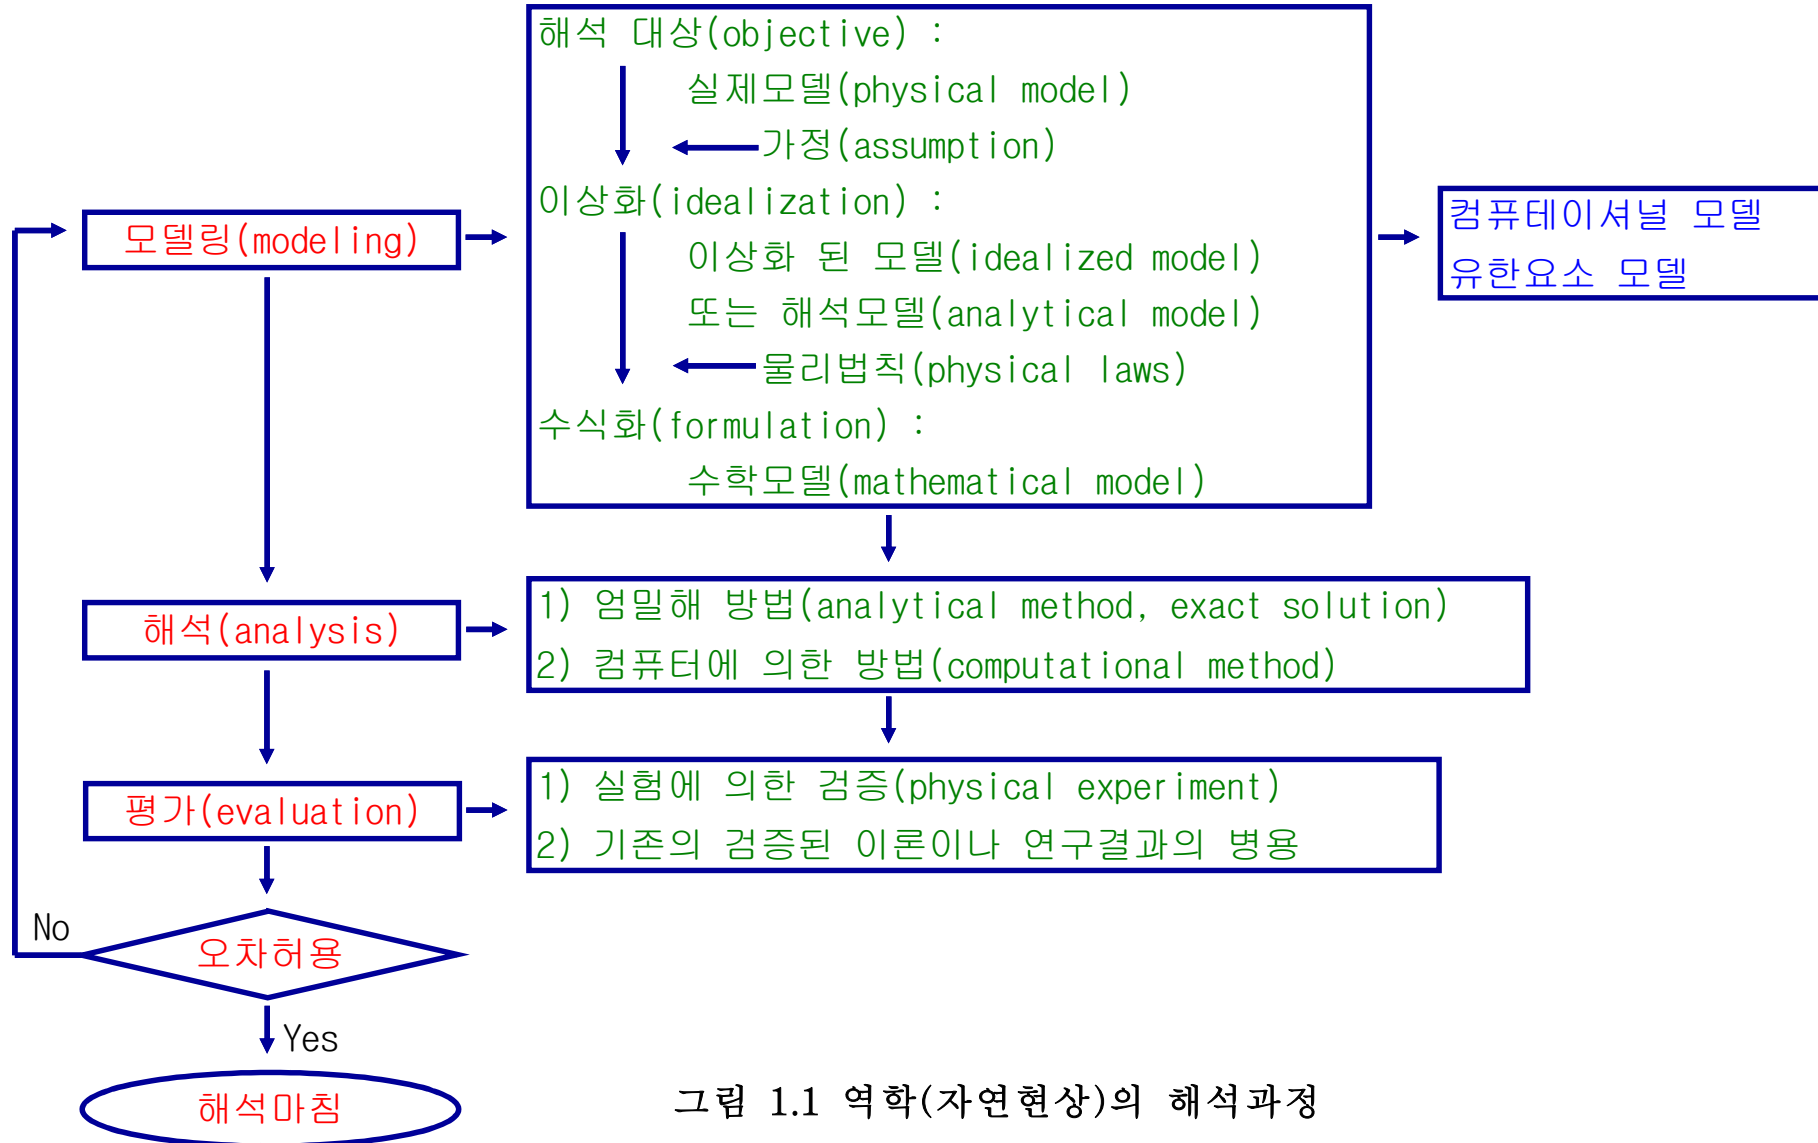 해석 대상(objective) :
실제모델(physical model)
가정(assumption)
이상화(idealization) :
이상화 된 모델(idealized model)
또는 해석모델(analytical model)
물리법칙(physical laws)
수식화(formulation) :
수학모델(mathematical model)
모델링(modeling)
컴퓨테이셔널 모델
유한요소 모델
해석(analysis)
1) 엄밀해 방법(analytical method, exact solution)
2) 컴퓨터에 의한 방법(computational method)
평가(evaluation)
1) 실험에 의한 검증(physical experiment)
2) 기존의 검증된 이론이나 연구결과의 병용
No
오차허용
Yes
해석마침
그림 1.1 역학(자연현상)의 해석과정